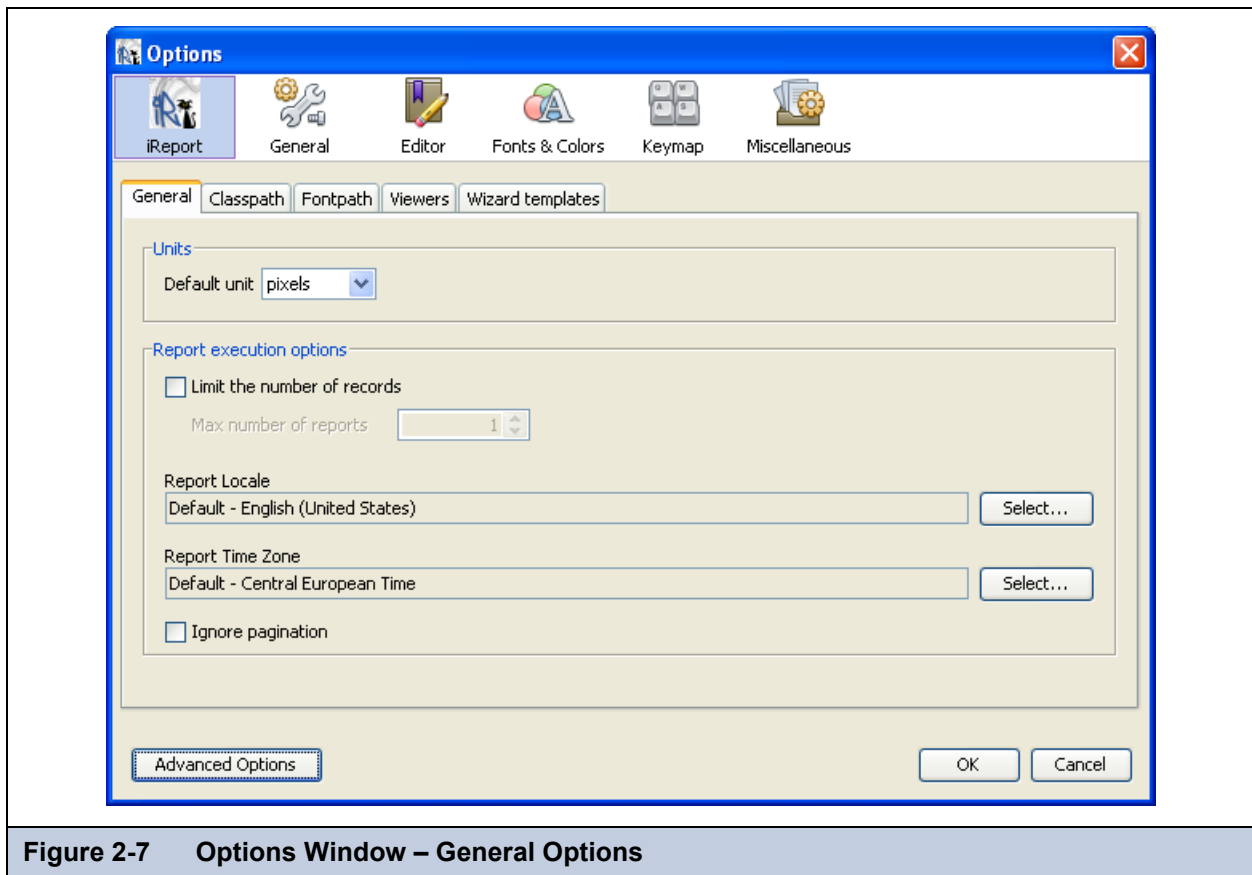 Options
iReport General Editor Fonts & Colors Keymap Miscellaneous
General Classpath Fontpath Viewers Wizard templates
Units
Default unit pixels
Report execution options
Limit the number of records
Max number of reports 1
Report Locale
Default - English (United States) Select...
Report Time Zone
Default - Central European Time Select...
Ignore pagination
Advanced Options OK Cancel
Figure 2-7 Options Window – General Options